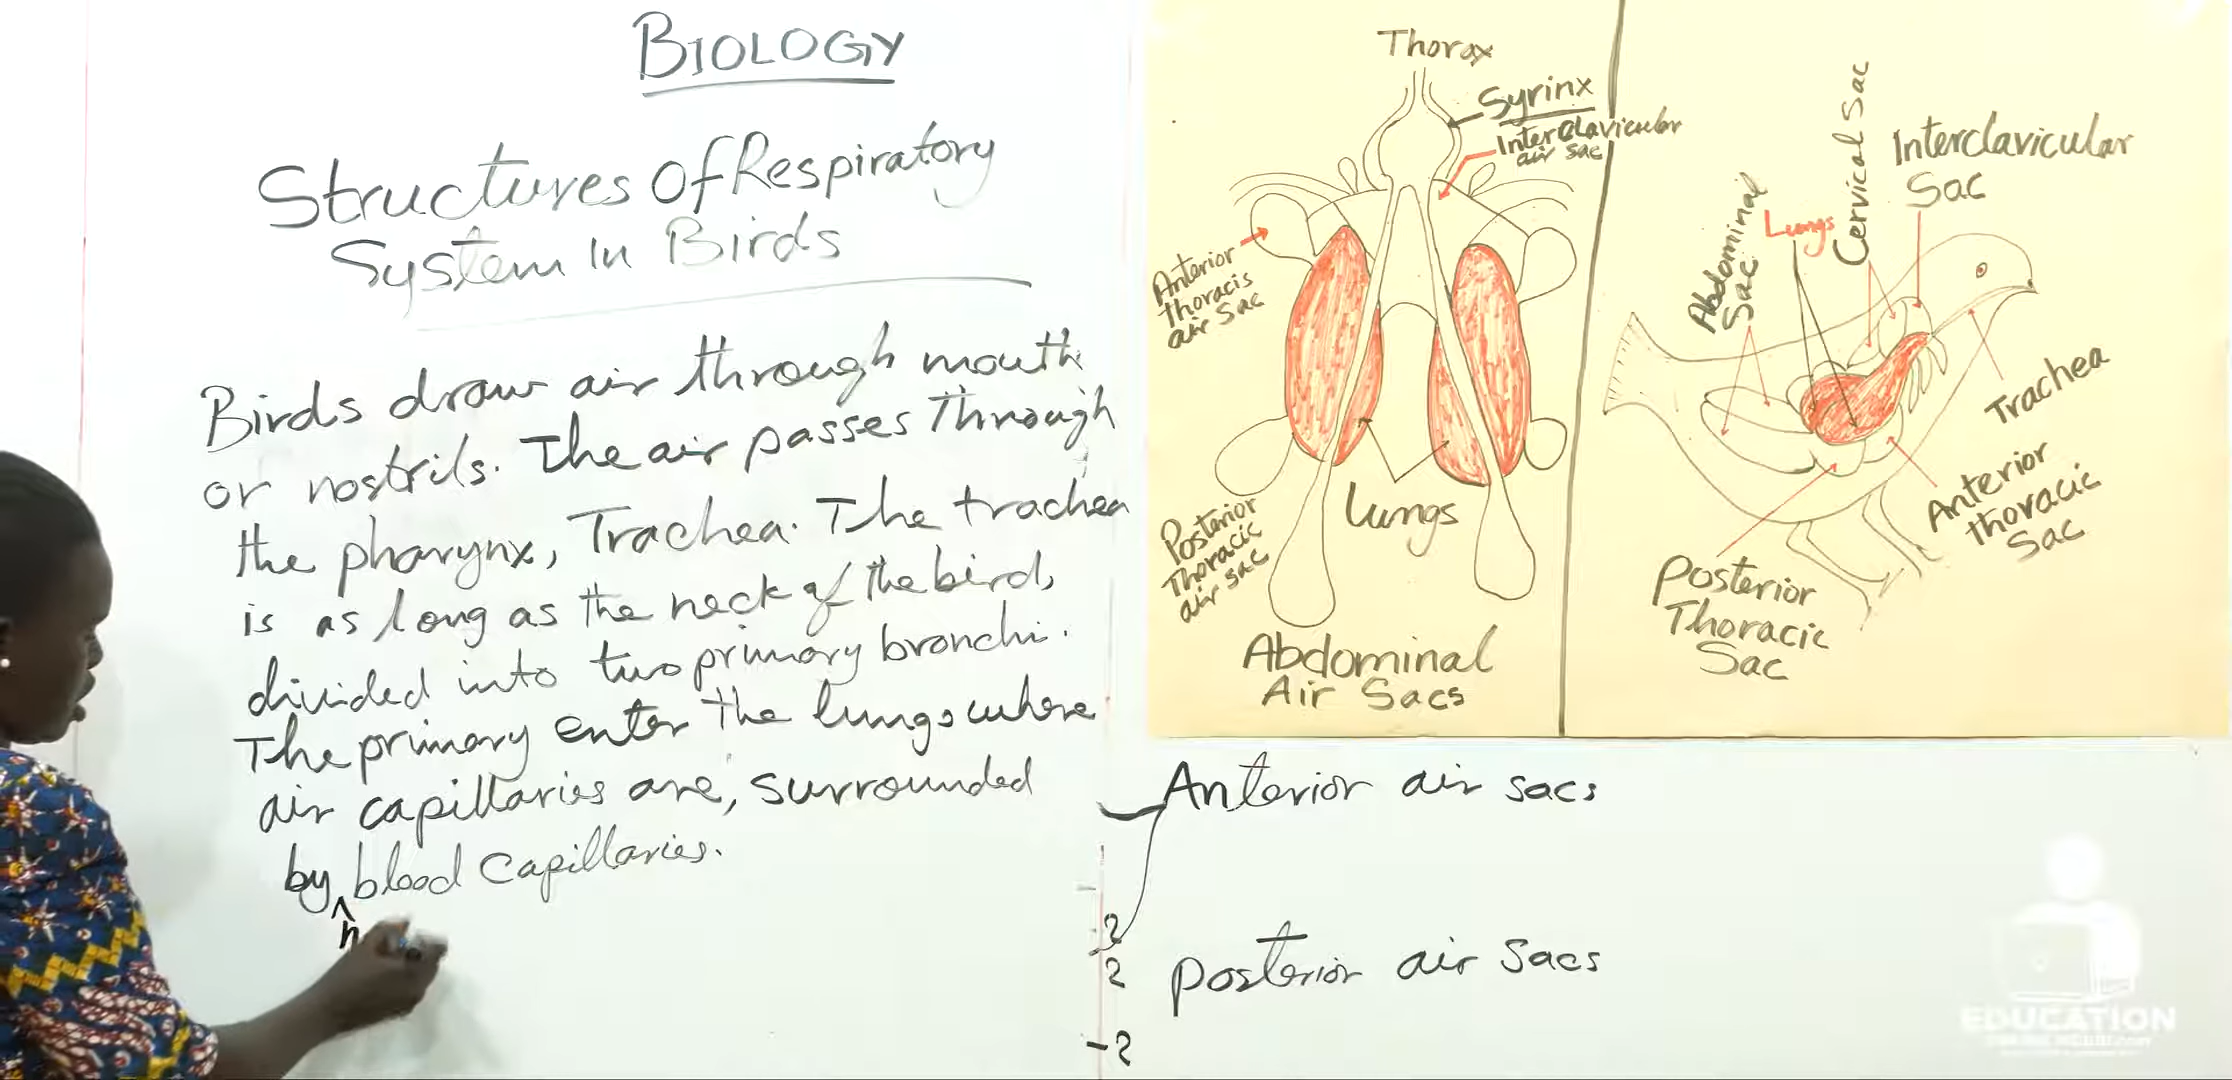 BIOLOGY
Structures Of Respiratory
System In Birds
Birds draw air through mouth
or nostrils. The air passes Through
the pharynx, Trachea. The trachea
is as long as the neck of the bird,
divided into two primary bronchi.
The primary enter the lungs where
air capillaries are, surrounded
by blood capillaries.
h
Thorax
Syrinx
InterClavicular
air sac
Anterior
thoracis
air sac
Posterior
Thoracic
air sac
Lungs
Abdominal
Air Sacs
Abdominal
Sac
Lungs
Cervical Sac
Interclavicular
Sac
Trachea
Anterior
thoracic
Sac
Posterior
Thoracic
Sac
Anterior air sacs
2
2
posterior air sacs
-2
EDUCATION